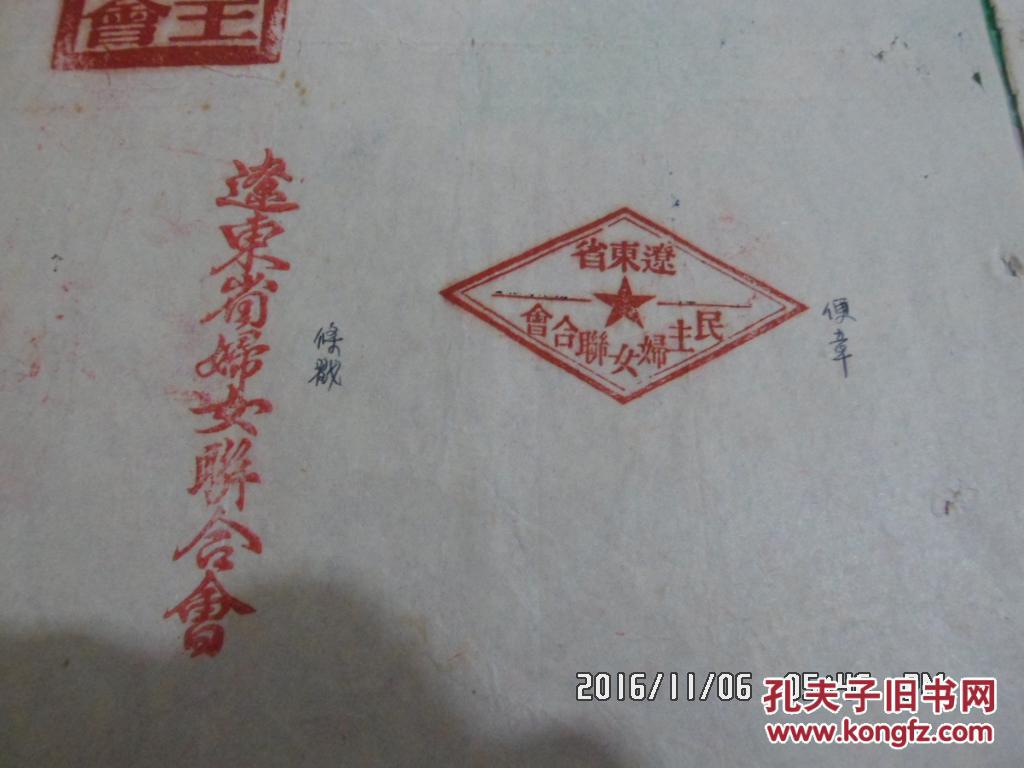 主
會
遼東省婦女聯合會
條戳
省東遼
會合聯女婦主民
便章
2016/11/06
孔夫子旧书网
www.kongfz.com